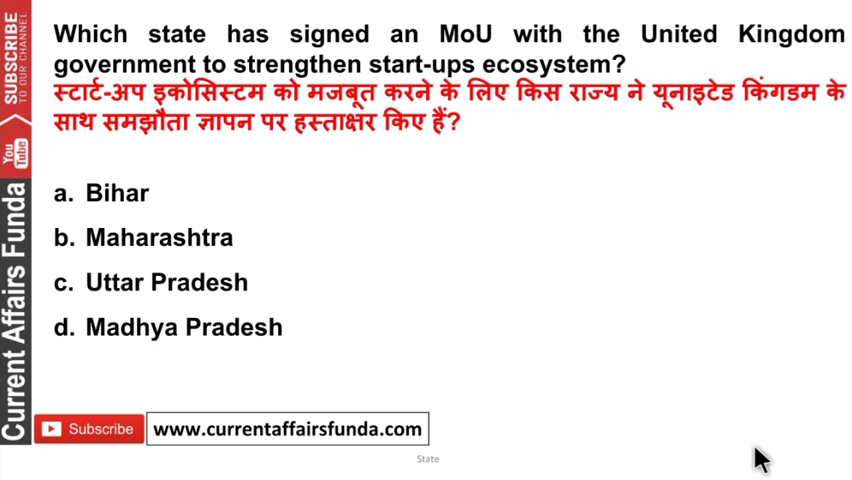 Which state has signed an MoU with the United Kingdom
government to strengthen start-ups ecosystem?
स्टार्ट-अप इकोसिस्टम को मजबूत करने के लिए किस राज्य ने यूनाइटेड किंगडम के
साथ समझौता ज्ञापन पर हस्ताक्षर किए हैं?
a. Bihar
b. Maharashtra
c. Uttar Pradesh
d. Madhya Pradesh
SUBSCRIBE
TO OUR CHANNEL
You
Tube
Current Affairs Funda
Subscribe
www.currentaffairsfunda.com
State